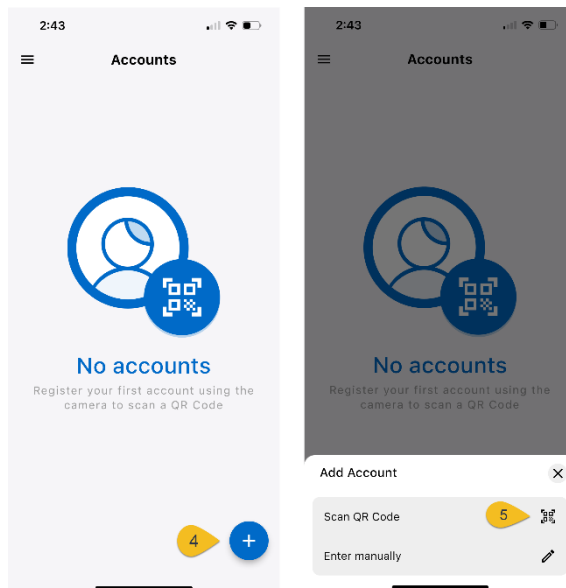 2:43
Accounts
No accounts
Register your first account using the
camera to scan a QR Code
4
+
2:43
Accounts
No accounts
Register your first account using the
camera to scan a QR Code
Add Account
Scan QR Code
5
Enter manually